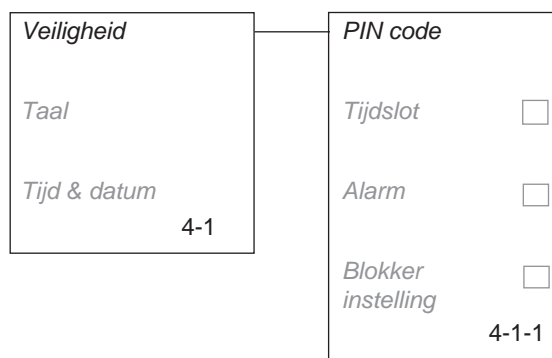 Veiligheid
Taal
Tijd & datum
4-1
PIN code
Tijdslot
Alarm
Blokker
instelling
4-1-1